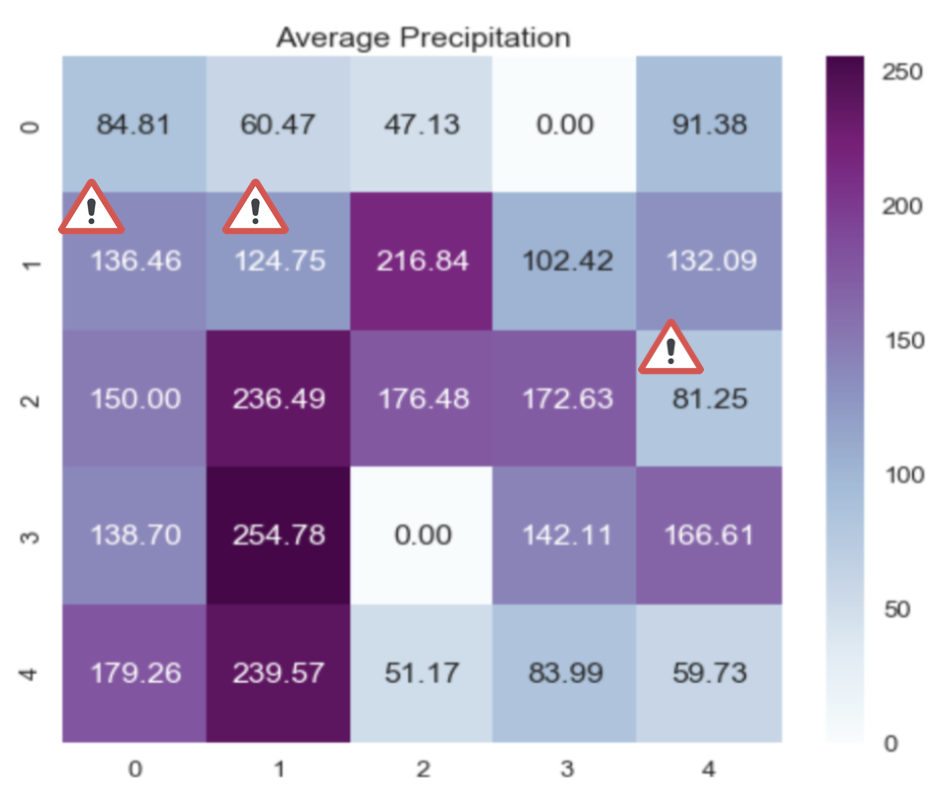 Average Precipitation
250
0 84.81 60.47 47.13 0.00 91.38
200
1 136.46 124.75 216.84 102.42 132.09
150
2 150.00 236.49 176.48 172.63 81.25
100
3 138.70 254.78 0.00 142.11 166.61
50
4 179.26 239.57 51.17 83.99 59.73
0
0 1 2 3 4